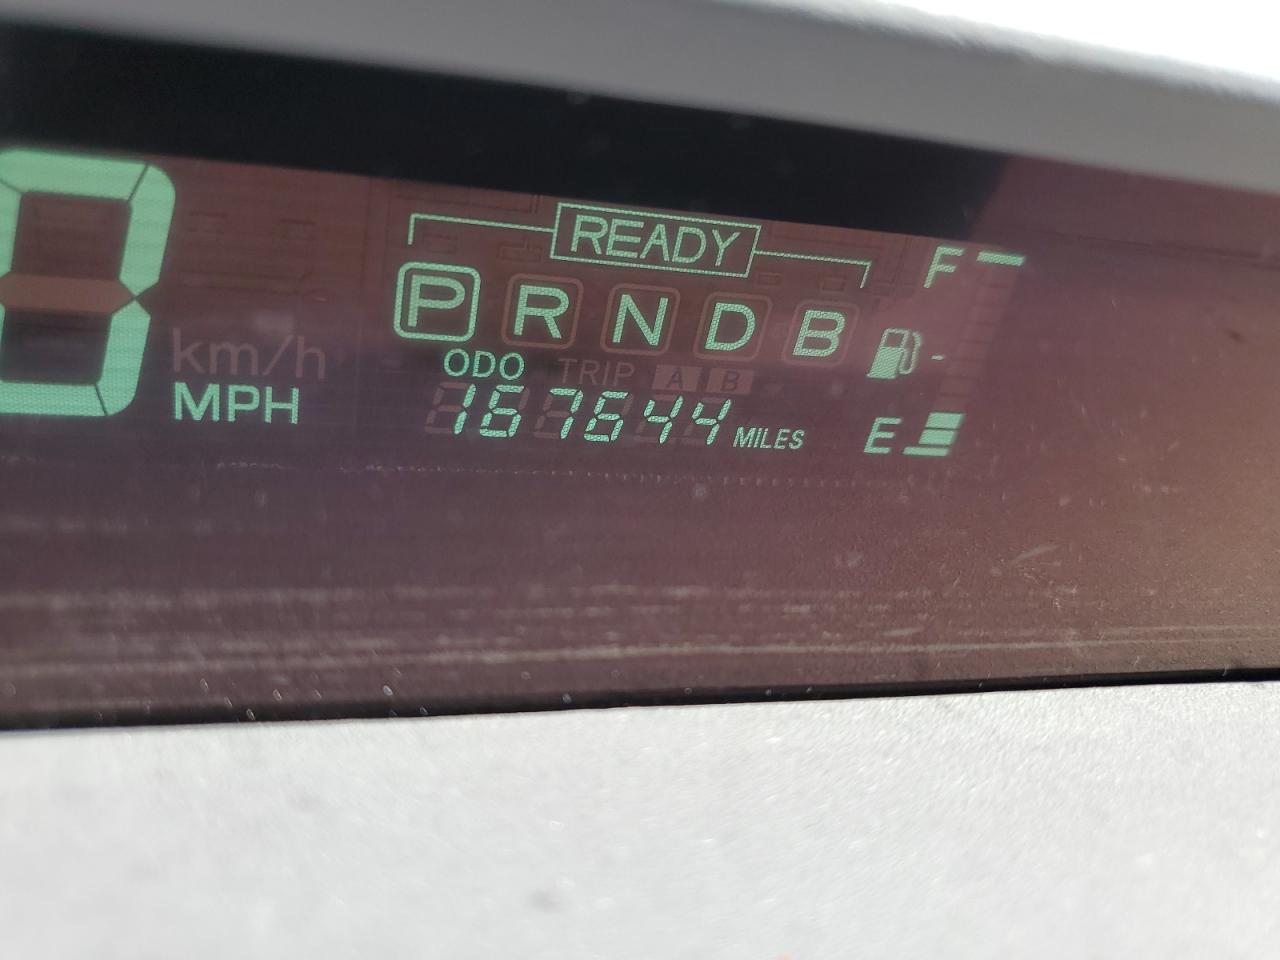 READY
F
0
P R N D B
km/h
ODO TRIP A B
MPH
167644 MILES
E